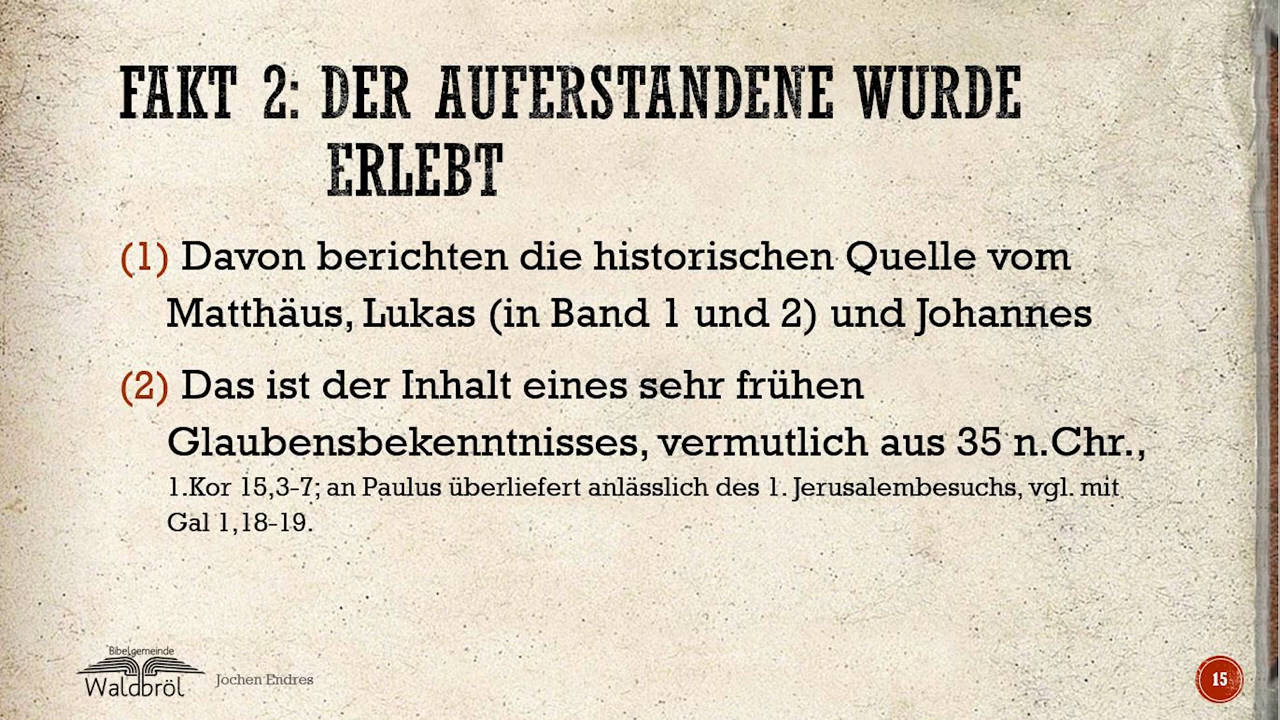 FAKT 2: DER AUFERSTANDENE WURDE
ERLEBT
(1) Davon berichten die historischen Quelle vom
Matthäus, Lukas (in Band 1 und 2) und Johannes
(2) Das ist der Inhalt eines sehr frühen
Glaubensbekenntnisses, vermutlich aus 35 n.Chr.,
1.Kor 15,3-7; an Paulus überliefert anlässlich des 1. Jerusalembesuchs, vgl. mit
Gal 1,18-19.
Bibelgemeinde
Waldbröl
Jochen Endres
15